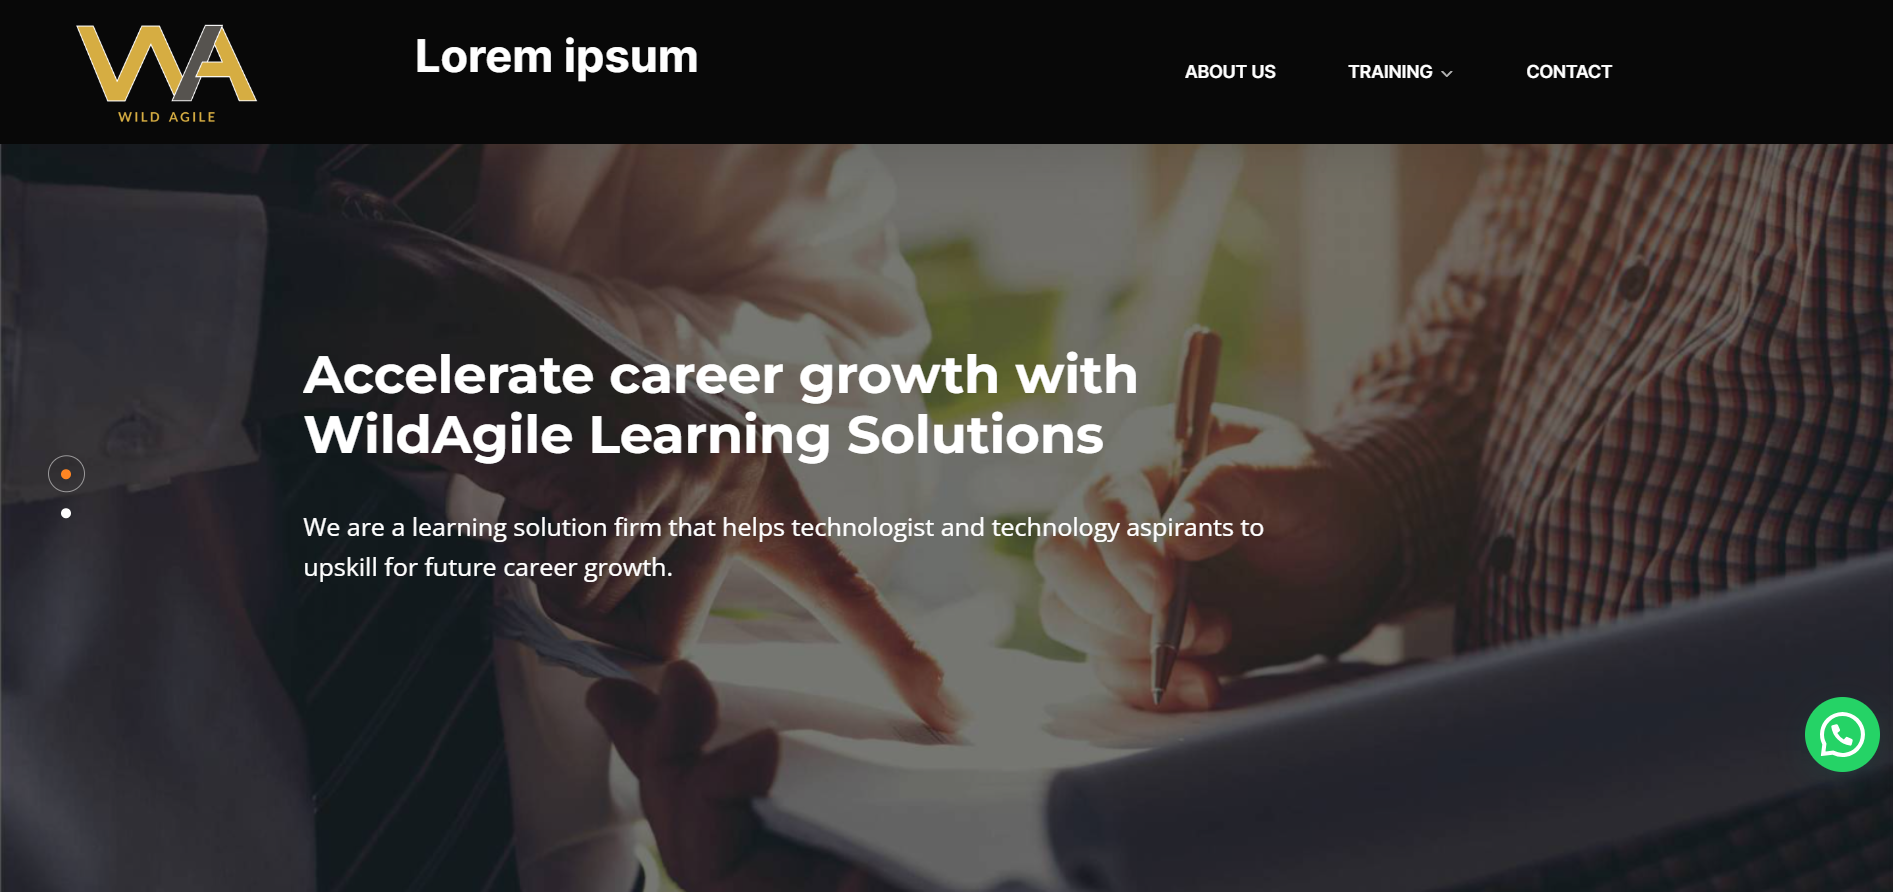 WA
WILD AGILE
Lorem ipsum
ABOUT US
TRAINING
CONTACT
Accelerate career growth with
WildAgile Learning Solutions
We are a learning solution firm that helps technologist and technology aspirants to
upskill for future career growth.